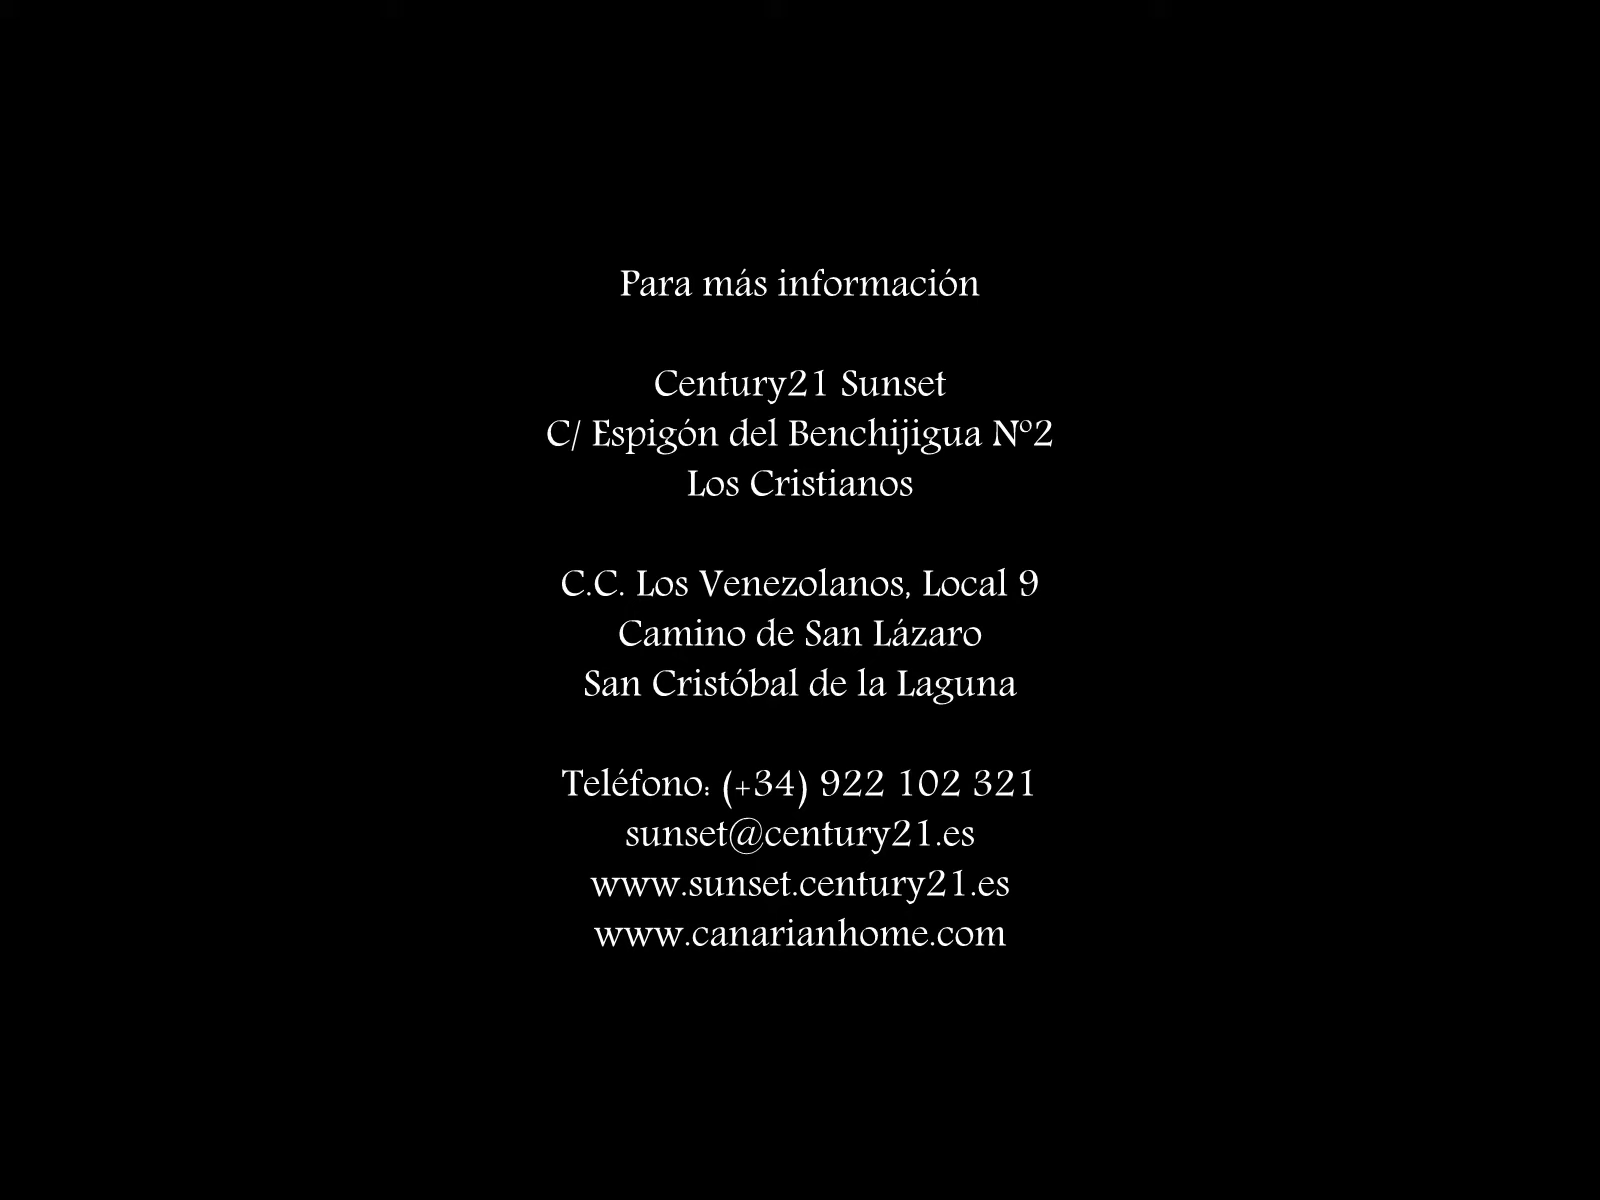 Para más información
Century21 Sunset
C/ Espigón del Benchijigua Nº2
Los Cristianos
C.C. Los Venezolanos, Local 9
Camino de San Lázaro
San Cristóbal de la Laguna
Teléfono: (+34) 922 102 321
sunset@century21.es
www.sunset.century21.es
www.canarianhome.com